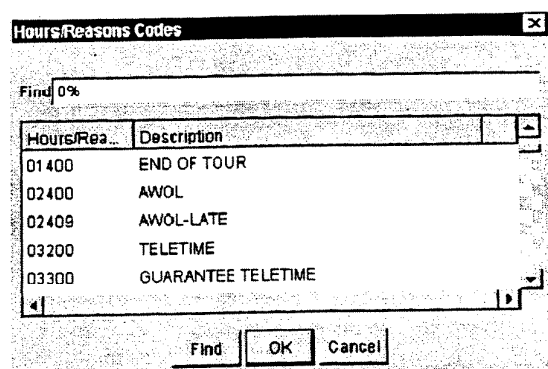 Hours/Reasons Codes
Find 0%
Hours/Rea... Description
01400 END OF TOUR
02400 AWOL
02409 AWOL-LATE
03200 TELETIME
03300 GUARANTEE TELETIME
Find OK Cancel